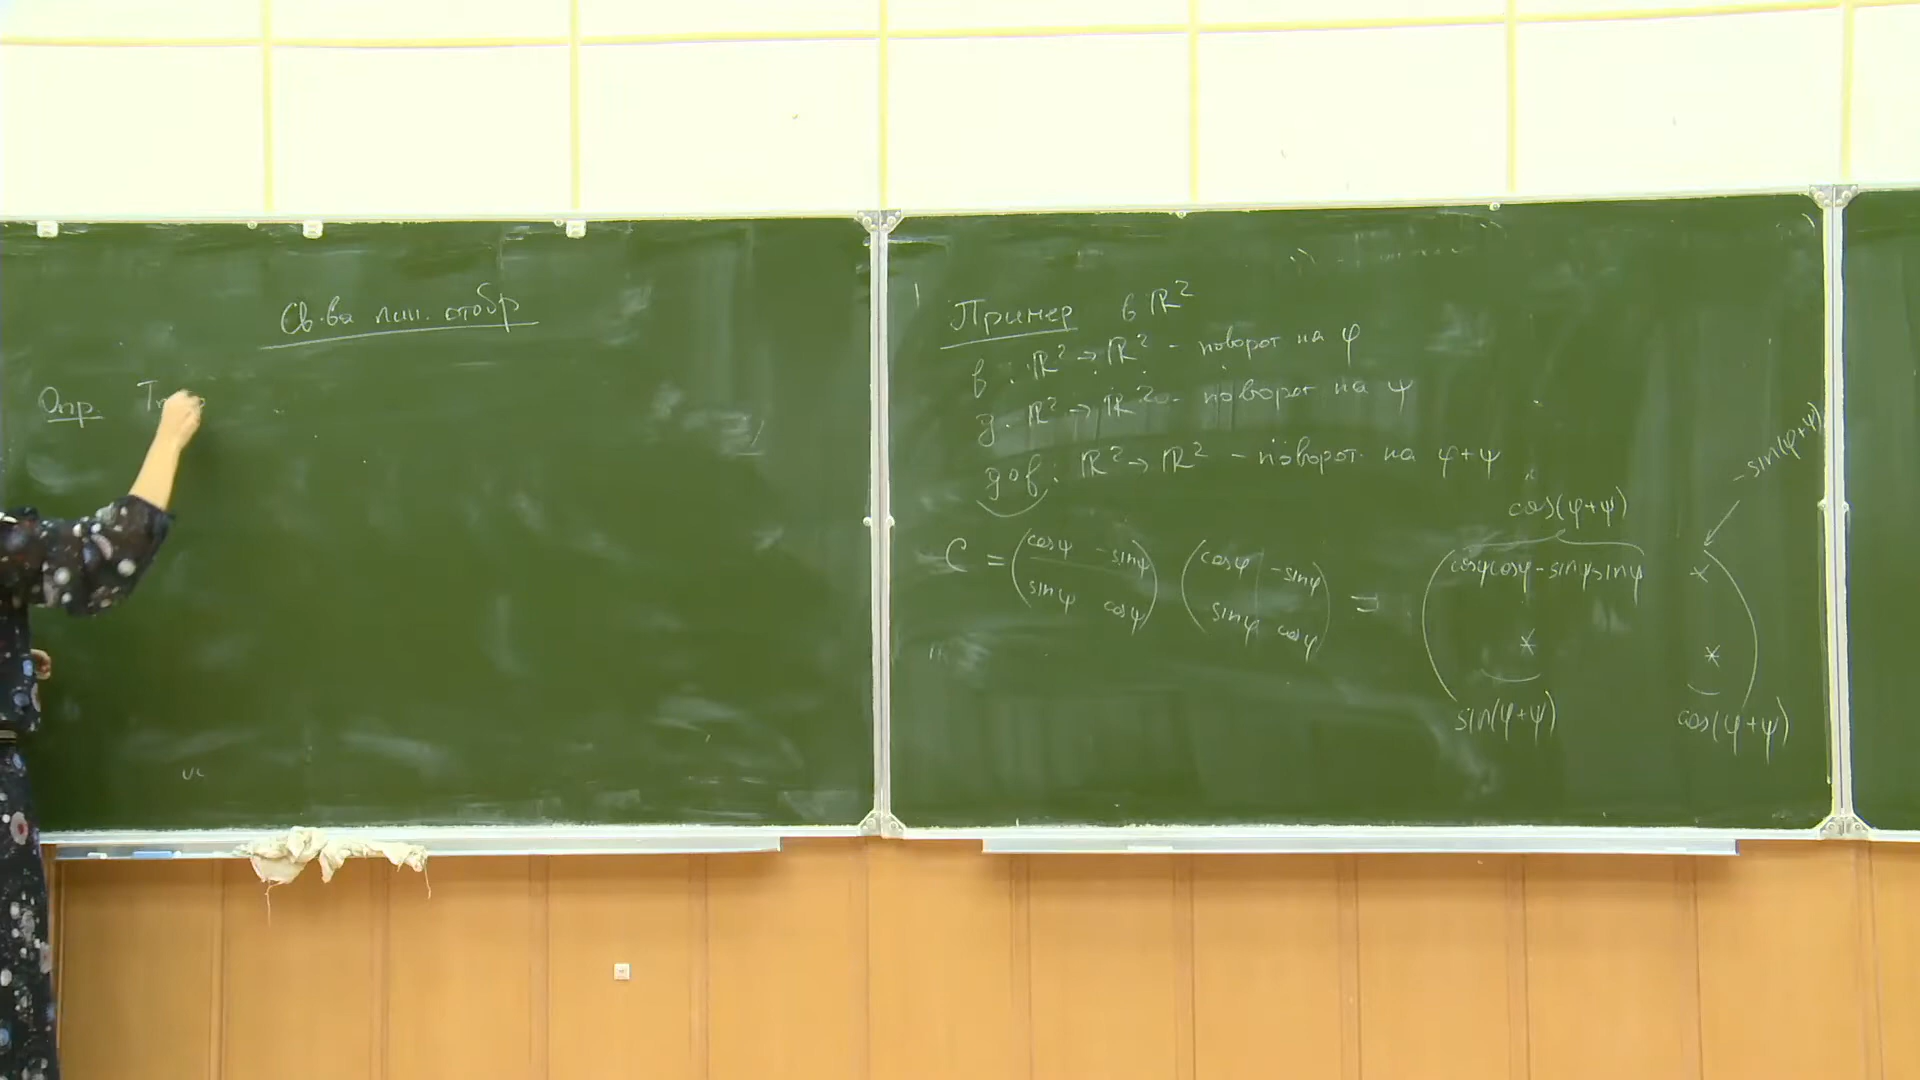 Св-ва лин. отобр
Опр.
Пример в ℝ²
f: ℝ² → ℝ² - поворот на φ
g: ℝ² → ℝ² - поворот на ψ
g∘f: ℝ² → ℝ² - поворот на φ+ψ
C = (cosψ -sinψ sinψ cosψ) (cosφ -sinφ sinφ cosφ) = (cosψcosφ - sinψsinφ * * *)
cos(φ+ψ)
-sin(φ+ψ)
sin(φ+ψ)
cos(φ+ψ)